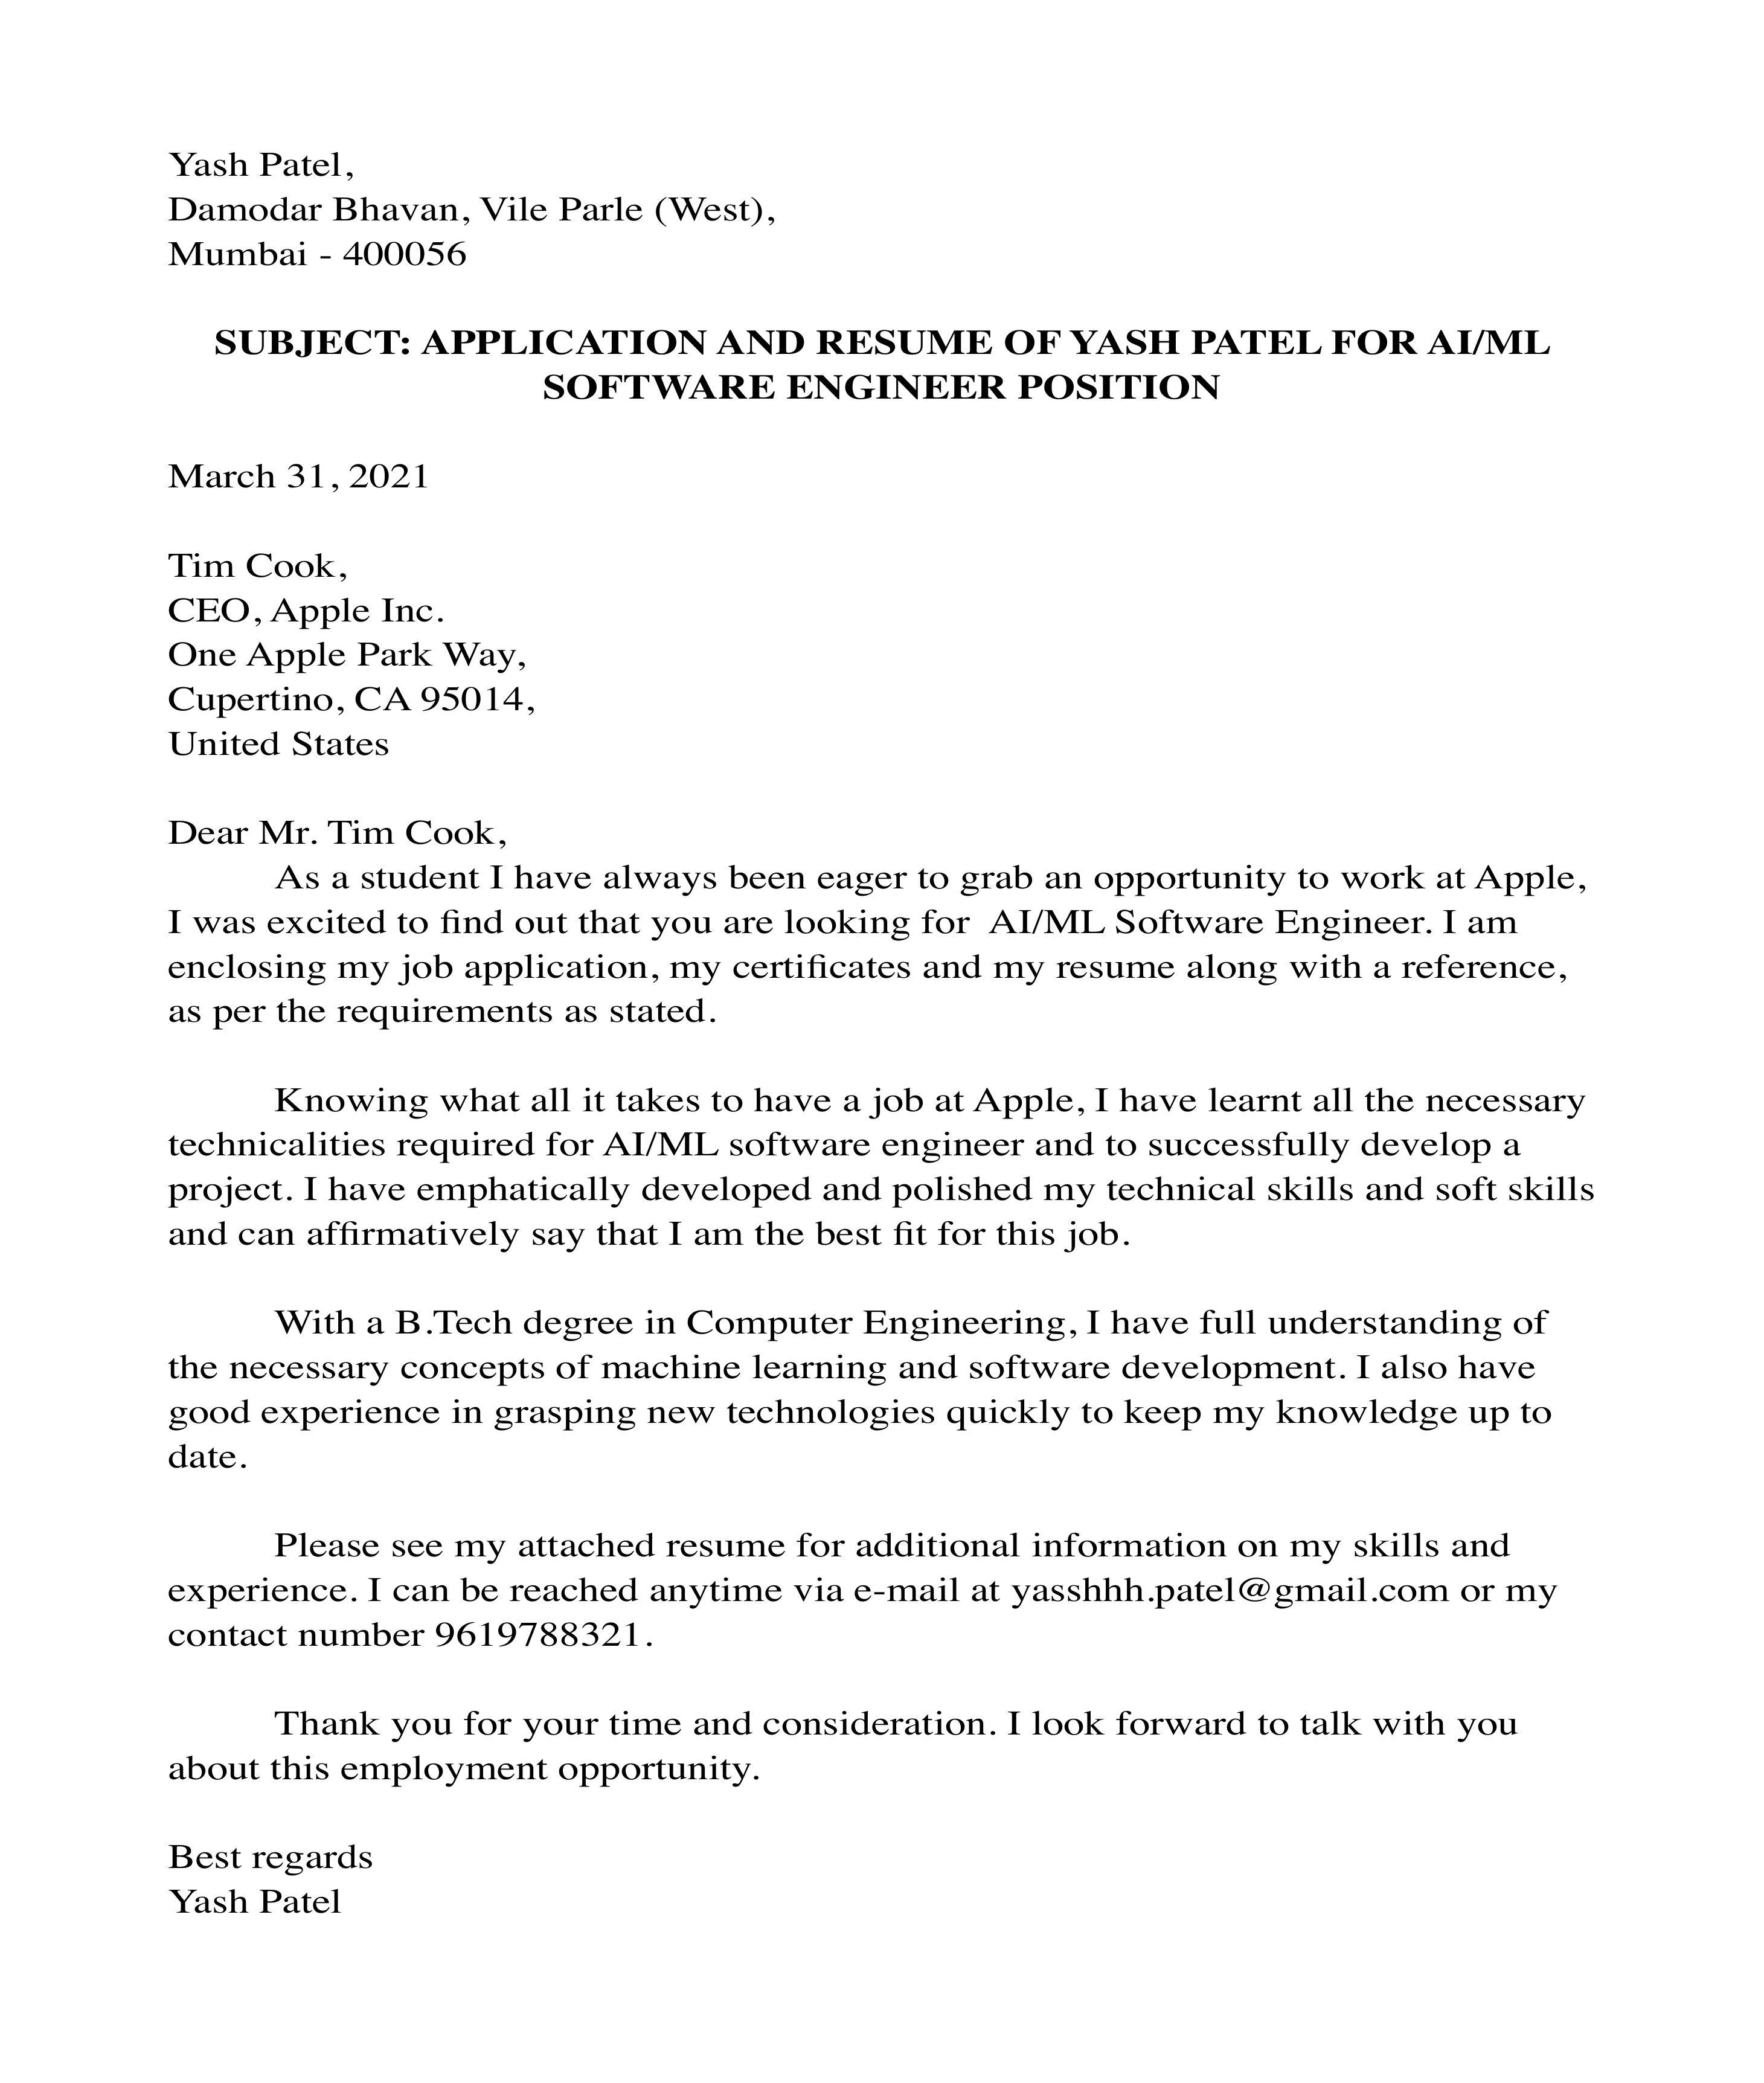 Yash Patel,
Damodar Bhavan, Vile Parle (West),
Mumbai - 400056
SUBJECT: APPLICATION AND RESUME OF YASH PATEL FOR AI/ML
SOFTWARE ENGINEER POSITION
March 31, 2021
Tim Cook,
CEO, Apple Inc.
One Apple Park Way,
Cupertino, CA 95014,
United States
Dear Mr. Tim Cook,
As a student I have always been eager to grab an opportunity to work at Apple,
I was excited to find out that you are looking for  AI/ML Software Engineer. I am
enclosing my job application, my certificates and my resume along with a reference,
as per the requirements as stated.
Knowing what all it takes to have a job at Apple, I have learnt all the necessary
technicalities required for AI/ML software engineer and to successfully develop a
project. I have emphatically developed and polished my technical skills and soft skills
and can affirmatively say that I am the best fit for this job.
With a B.Tech degree in Computer Engineering, I have full understanding of
the necessary concepts of machine learning and software development. I also have
good experience in grasping new technologies quickly to keep my knowledge up to
date.
Please see my attached resume for additional information on my skills and
experience. I can be reached anytime via e-mail at yasshhh.patel@gmail.com or my
contact number 9619788321.
Thank you for your time and consideration. I look forward to talk with you
about this employment opportunity.
Best regards
Yash Patel